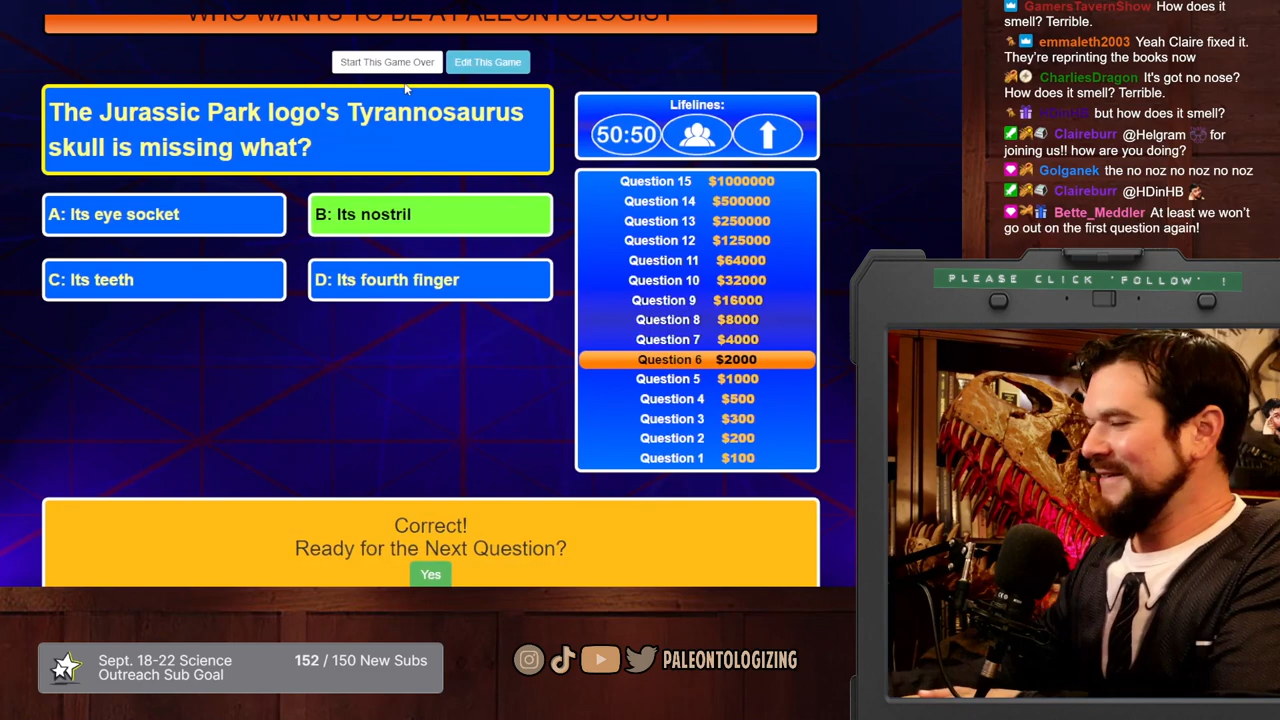 WHO WANTS TO BE A PALEONTOLOGIST
Start This Game Over
Edit This Game
The Jurassic Park logo's Tyrannosaurus
skull is missing what?
A: Its eye socket
B: Its nostril
C: Its teeth
D: Its fourth finger
Lifelines:
50:50
Question 15 $1000000
Question 14 $500000
Question 13 $250000
Question 12 $125000
Question 11 $64000
Question 10 $32000
Question 9 $16000
Question 8 $8000
Question 7 $4000
Question 6 $2000
Question 5 $1000
Question 4 $500
Question 3 $300
Question 2 $200
Question 1 $100
Correct!
Ready for the Next Question?
Yes
GamersTavernShow How does it
smell? Terrible.
emmaleth2003 Yeah Claire fixed it.
They're reprinting the books now
CharliesDragon It's got no nose?
How does it smell? Terrible.
HDinHB but how does it smell?
Claireburr @Helgram for
joining us!! how are you doing?
Golganek the no noz no noz no noz
Claireburr @HDinHB
Bette_Meddler At least we won't
go out on the first question again!
PLEASE CLICK 'FOLLOW' !
Sept. 18-22 Science
Outreach Sub Goal
152 / 150 New Subs
PALEONTOLOGIZING